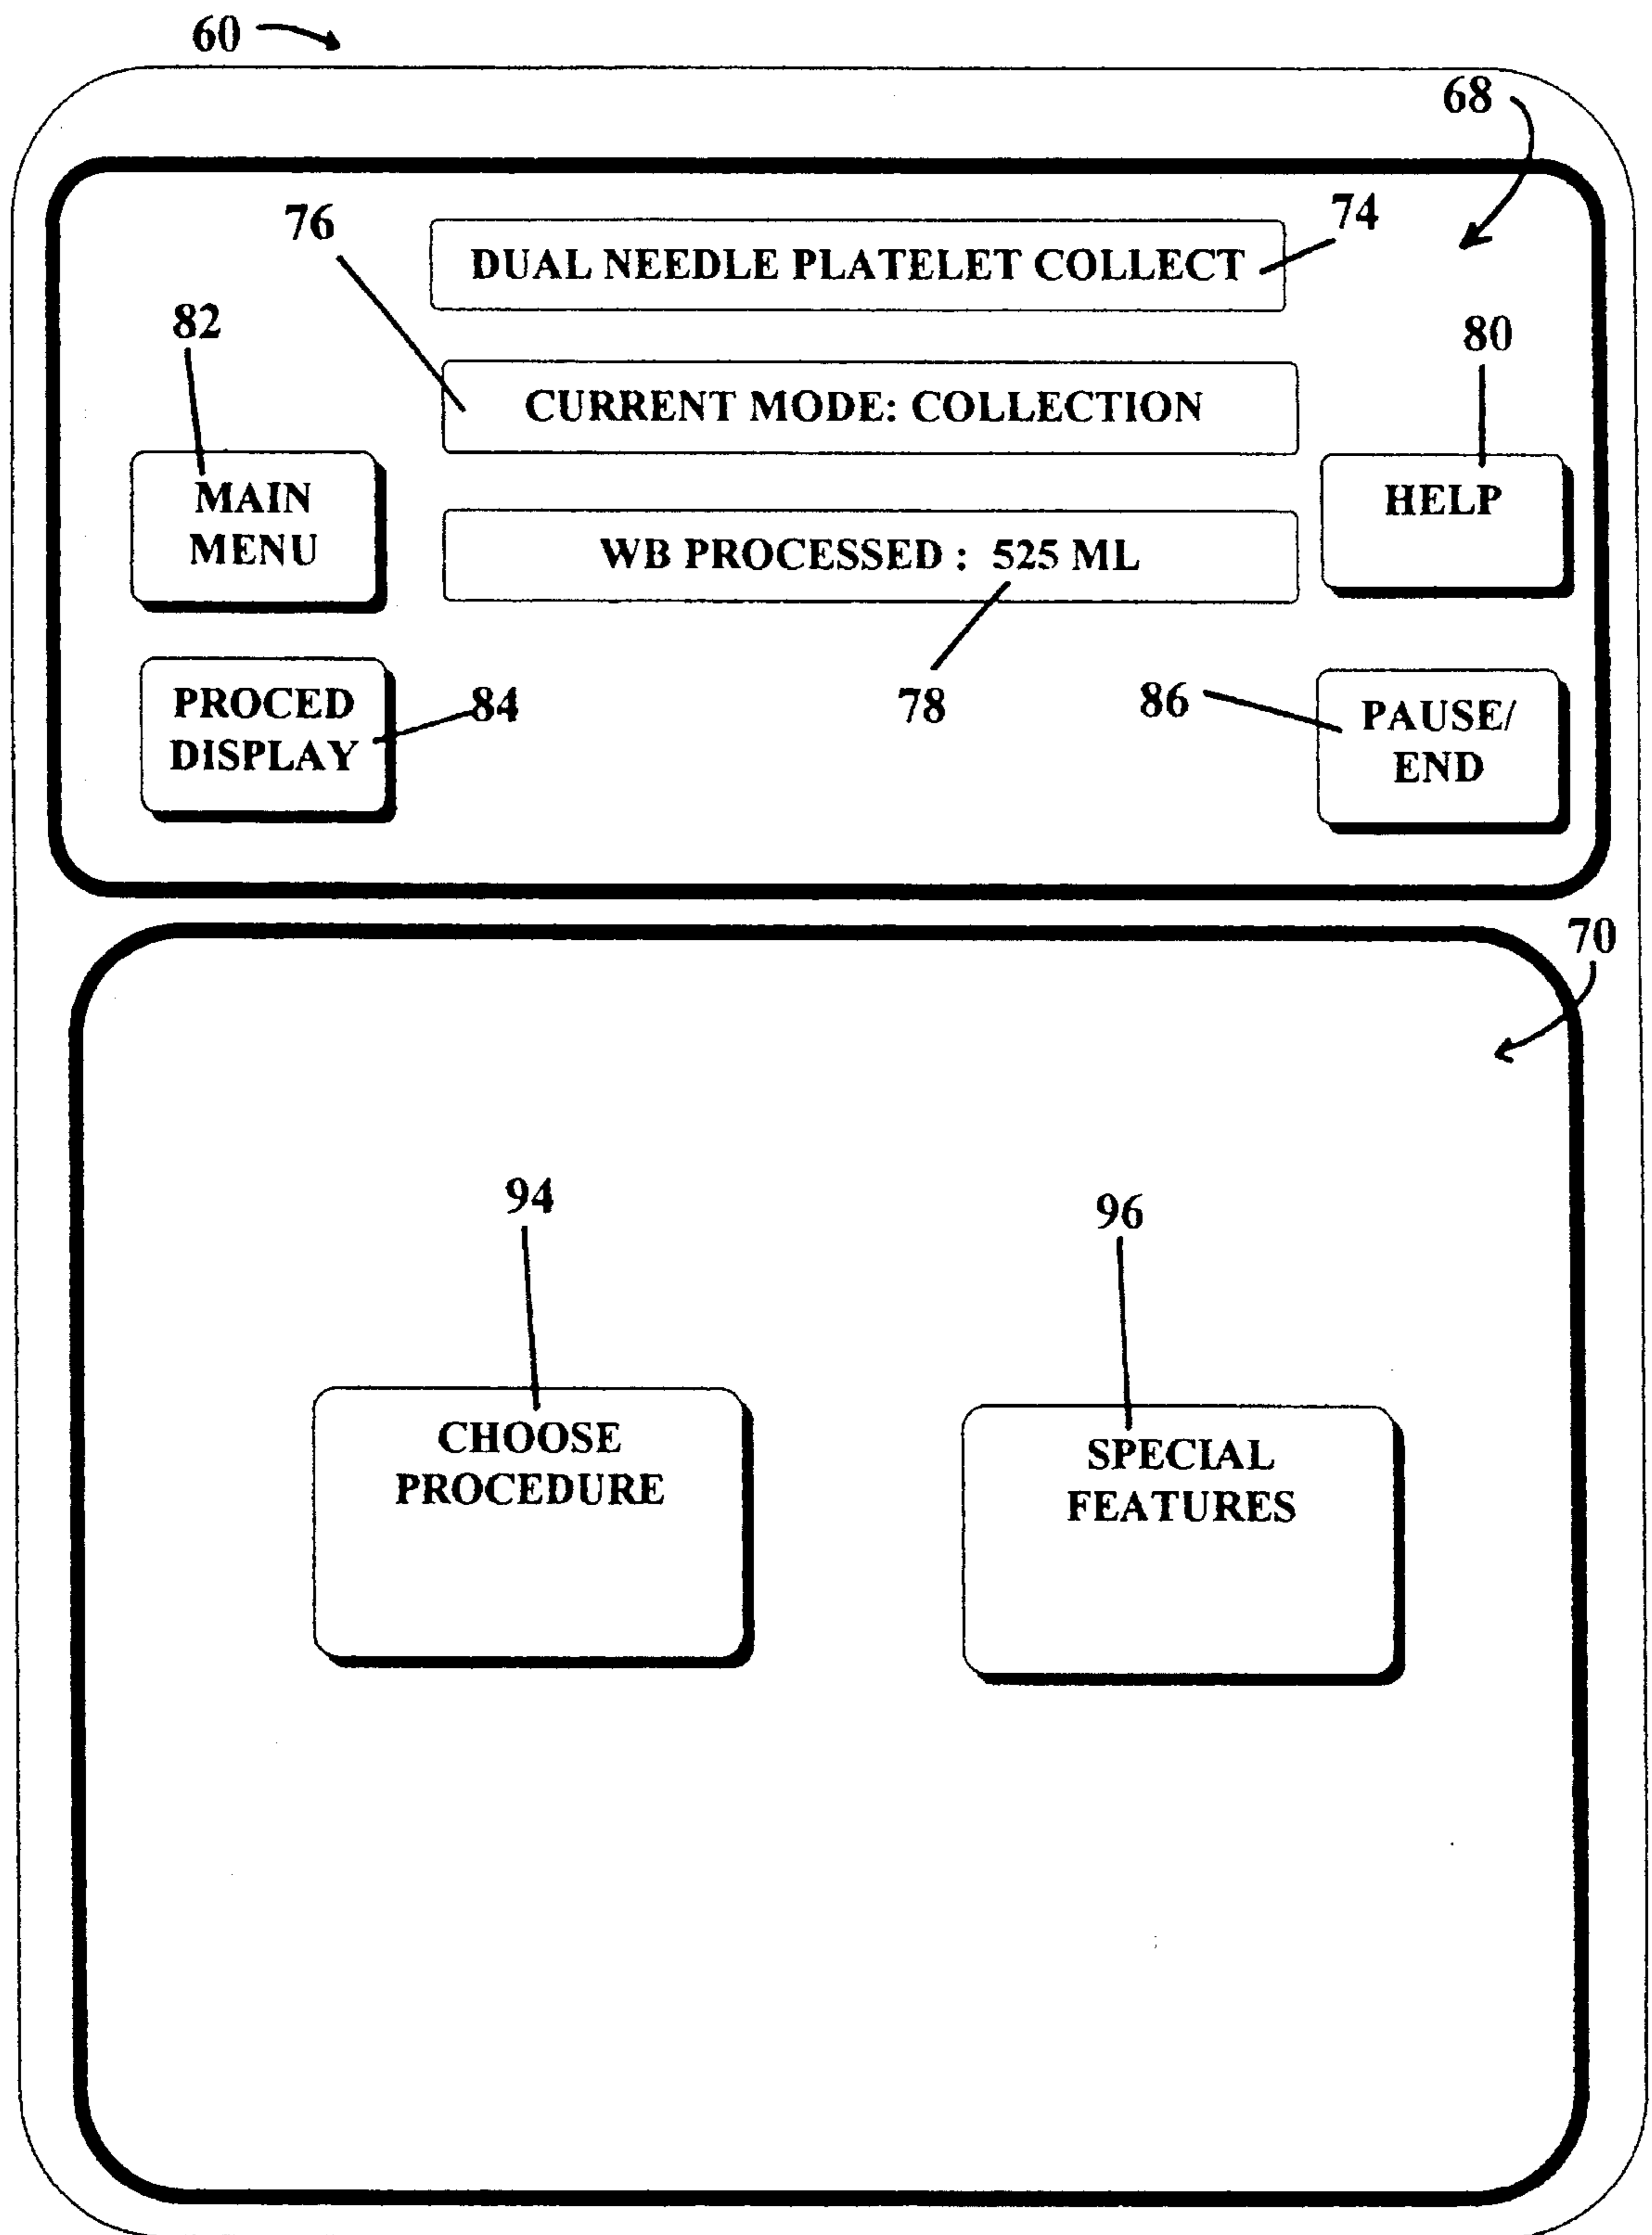 60
68
76
DUAL NEEDLE PLATELET COLLECT
74
82
CURRENT MODE: COLLECTION
80
MAIN
MENU
WB PROCESSED : 525 ML
HELP
PROCED
DISPLAY
84
78
86
PAUSE/
END
70
94
96
CHOOSE
PROCEDURE
SPECIAL
FEATURES